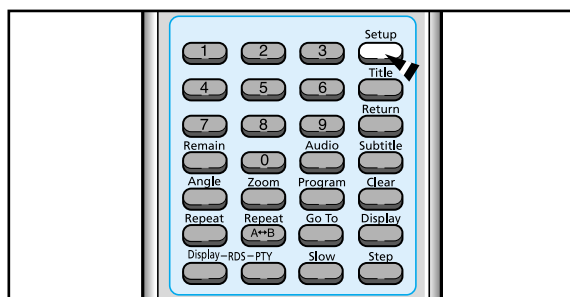 Setup
1 2 3
Title
4 5 6
Return
7 8 9
Remain Audio Subtitle
0
Angle Zoom Program Clear
Repeat Repeat Go To Display
A↔B
Display-RDS-PTY Slow Step